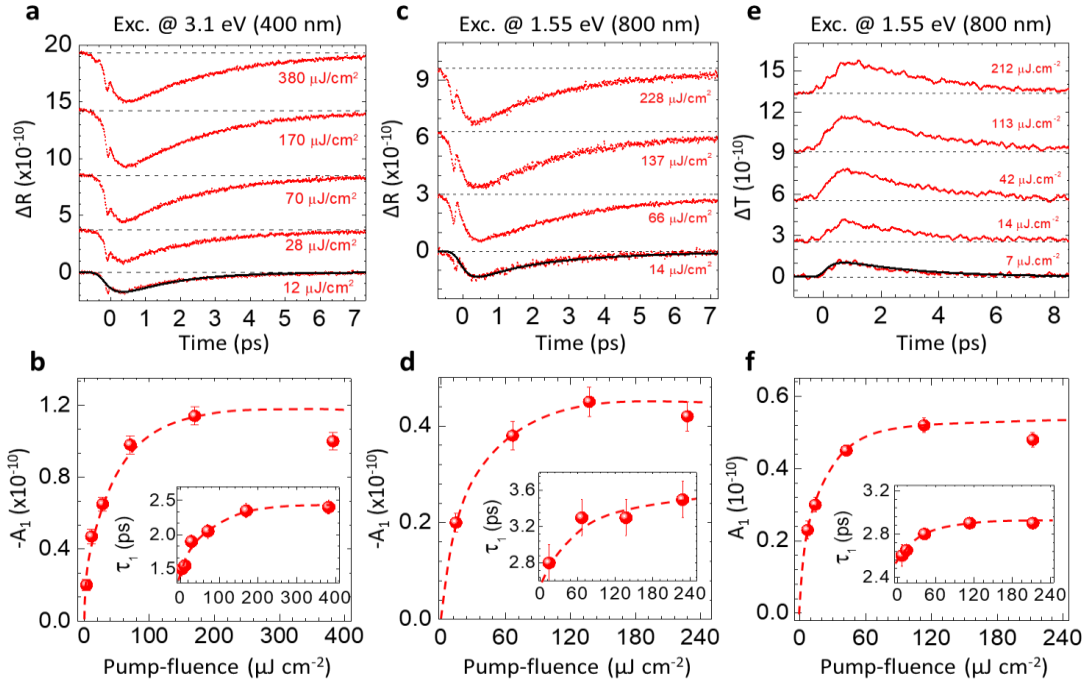 a Exc. @ 3.1 eV (400 nm)
ΔR (x10-10)
20
15
10
5
0
380 μJ/cm2
170 μJ/cm2
70 μJ/cm2
28 μJ/cm2
12 μJ/cm2
0 1 2 3 4 5 6 7
Time (ps)
c Exc. @ 1.55 eV (800 nm)
ΔR (x10-10)
9
6
3
0
228 μJ/cm2
137 μJ/cm2
66 μJ/cm2
14 μJ/cm2
0 1 2 3 4 5 6 7
Time (ps)
e Exc. @ 1.55 eV (800 nm)
ΔT (10-10)
15
12
9
6
3
0
212 μJ.cm-2
113 μJ.cm-2
42 μJ.cm-2
14 μJ.cm-2
7 μJ.cm-2
0 2 4 6 8
Time (ps)
b
-A1 (x10-10)
1.2
0.8
0.4
0.0
τ1 (ps)
2.5
2.0
1.5
0 100 200 300 400
0 100 200 300 400
Pump-fluence (μJ cm-2)
d
-A1 (x10-10)
0.4
0.2
0.0
τ1 (ps)
3.6
3.2
2.8
0 60 120 180 240
0 60 120 180 240
Pump-fluence (μJ cm-2)
f
A1 (10-10)
0.6
0.4
0.2
0.0
τ1 (ps)
3.2
2.8
2.4
0 60 120 180 240
0 60 120 180 240
Pump-fluence (μJ cm-2)